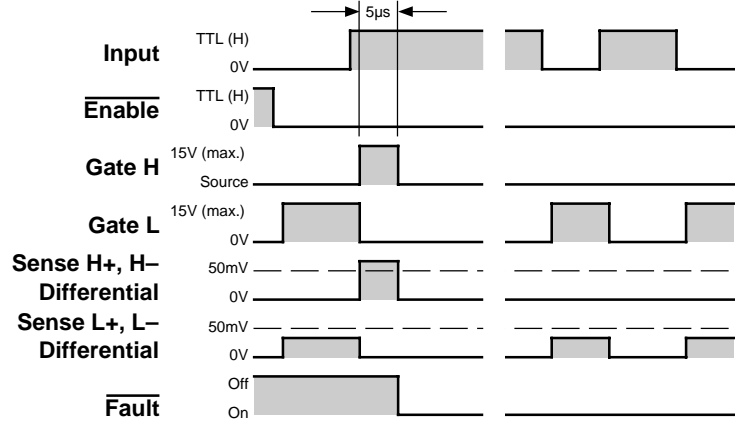 5µs
Input
TTL (H)
0V
Enable
TTL (H)
0V
Gate H
15V (max.)
Source
Gate L
15V (max.)
0V
Sense H+, H–
Differential
50mV
0V
Sense L+, L–
Differential
50mV
0V
Fault
Off
On